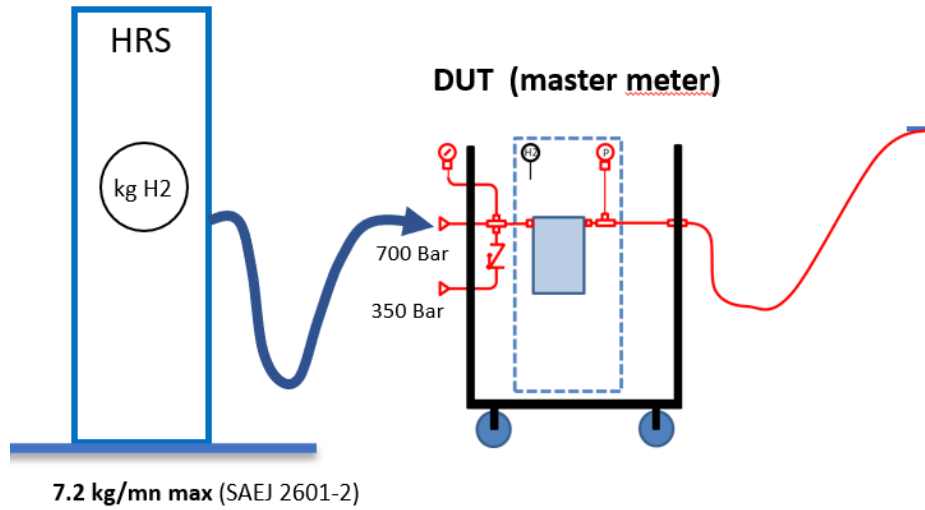 HRS
kg H2
DUT (master meter)
H2
P
700 Bar
350 Bar
7.2 kg/mn max (SAEJ 2601-2)